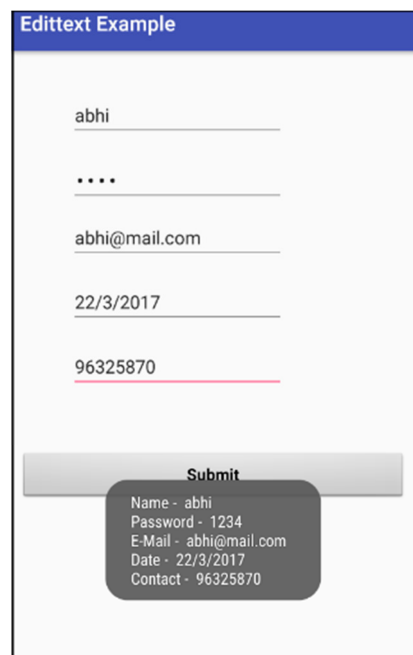 Edittext Example
abhi
••••
abhi@mail.com
22/3/2017
96325870
Submit
Name - abhi
Password - 1234
E-Mail - abhi@mail.com
Date - 22/3/2017
Contact - 96325870